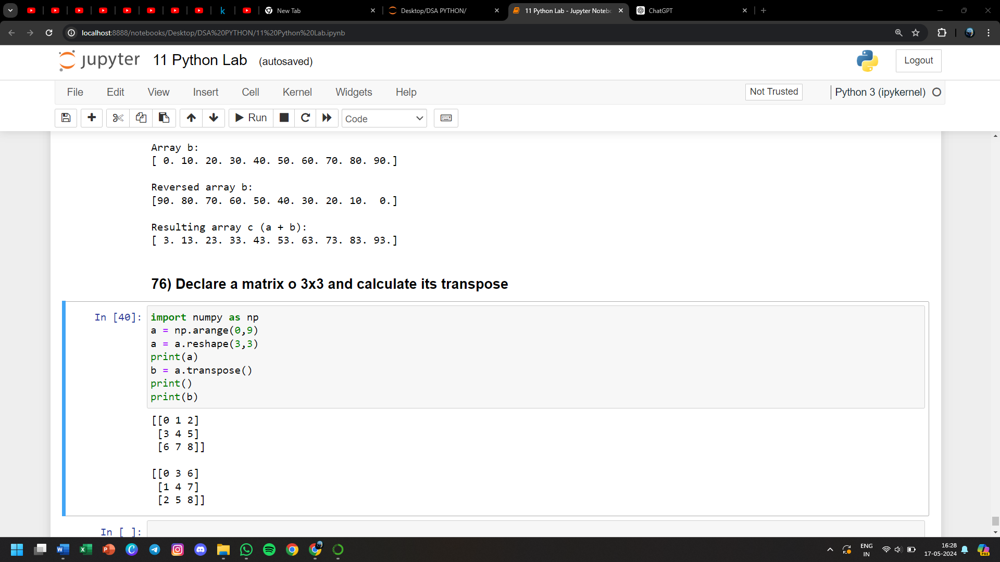 New Tab
Desktop/DSA PYTHON/
11 Python Lab - Jupyter Notebo
ChatGPT
localhost:8888/notebooks/Desktop/DSA%20PYTHON/11%20Python%20Lab.ipynb
jupyter 11 Python Lab (autosaved)
Logout
File Edit View Insert Cell Kernel Widgets Help
Not Trusted
Python 3 (ipykernel)
Run
Code
Array b:
[ 0. 10. 20. 30. 40. 50. 60. 70. 80. 90.]
Reversed array b:
[90. 80. 70. 60. 50. 40. 30. 20. 10.  0.]
Resulting array c (a + b):
[ 3. 13. 23. 33. 43. 53. 63. 73. 83. 93.]
76) Declare a matrix o 3x3 and calculate its transpose
In [40]:
import numpy as np
a = np.arange(0,9)
a = a.reshape(3,3)
print(a)
b = a.transpose()
print()
print(b)
[[0 1 2]
 [3 4 5]
 [6 7 8]]
[[0 3 6]
 [1 4 7]
 [2 5 8]]
In [ ]:
ENG
IN
16:28
17-05-2024